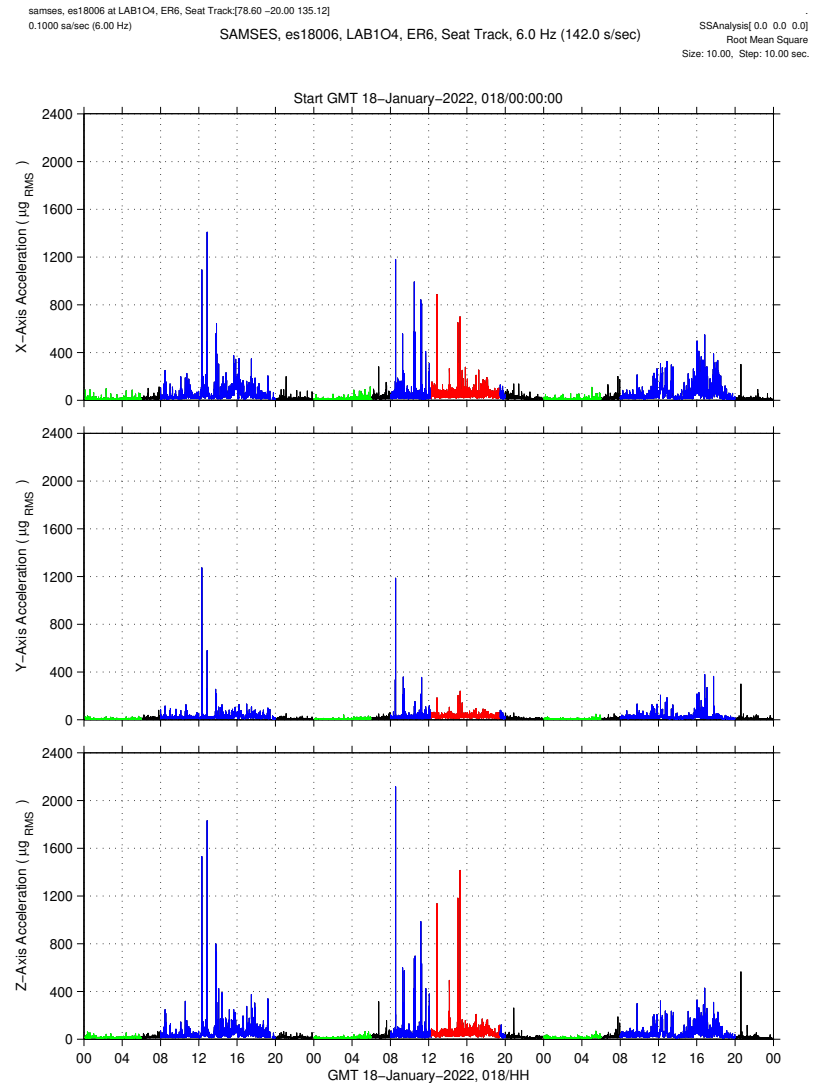 samses, es18006 at LAB1O4, ER6, Seat Track:[78.60 −20.00 135.12]
0.1000 sa/sec (6.00 Hz)
SAMSES, es18006, LAB1O4, ER6, Seat Track, 6.0 Hz (142.0 s/sec)
.
SSAnalysis[ 0.0 0.0 0.0]
Root Mean Square
Size: 10.00, Step: 10.00 sec.
Start GMT 18−January−2022, 018/00:00:00
X−Axis Acceleration ( μg RMS )
2400
2000
1600
1200
800
400
0
Y−Axis Acceleration ( μg RMS )
2400
2000
1600
1200
800
400
0
Z−Axis Acceleration ( μg RMS )
2400
2000
1600
1200
800
400
0
00 04 08 12 16 20 00 04 08 12 16 20 00 04 08 12 16 20 00
GMT 18−January−2022, 018/HH